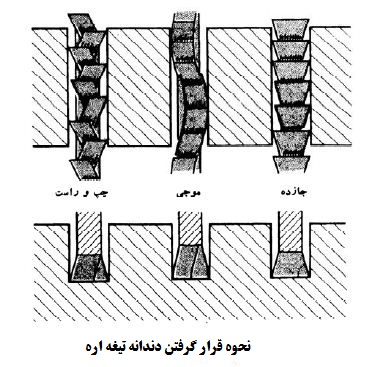 جازده موجی چپ و راست
نحوه قرار گرفتن دندانه تیغه اره